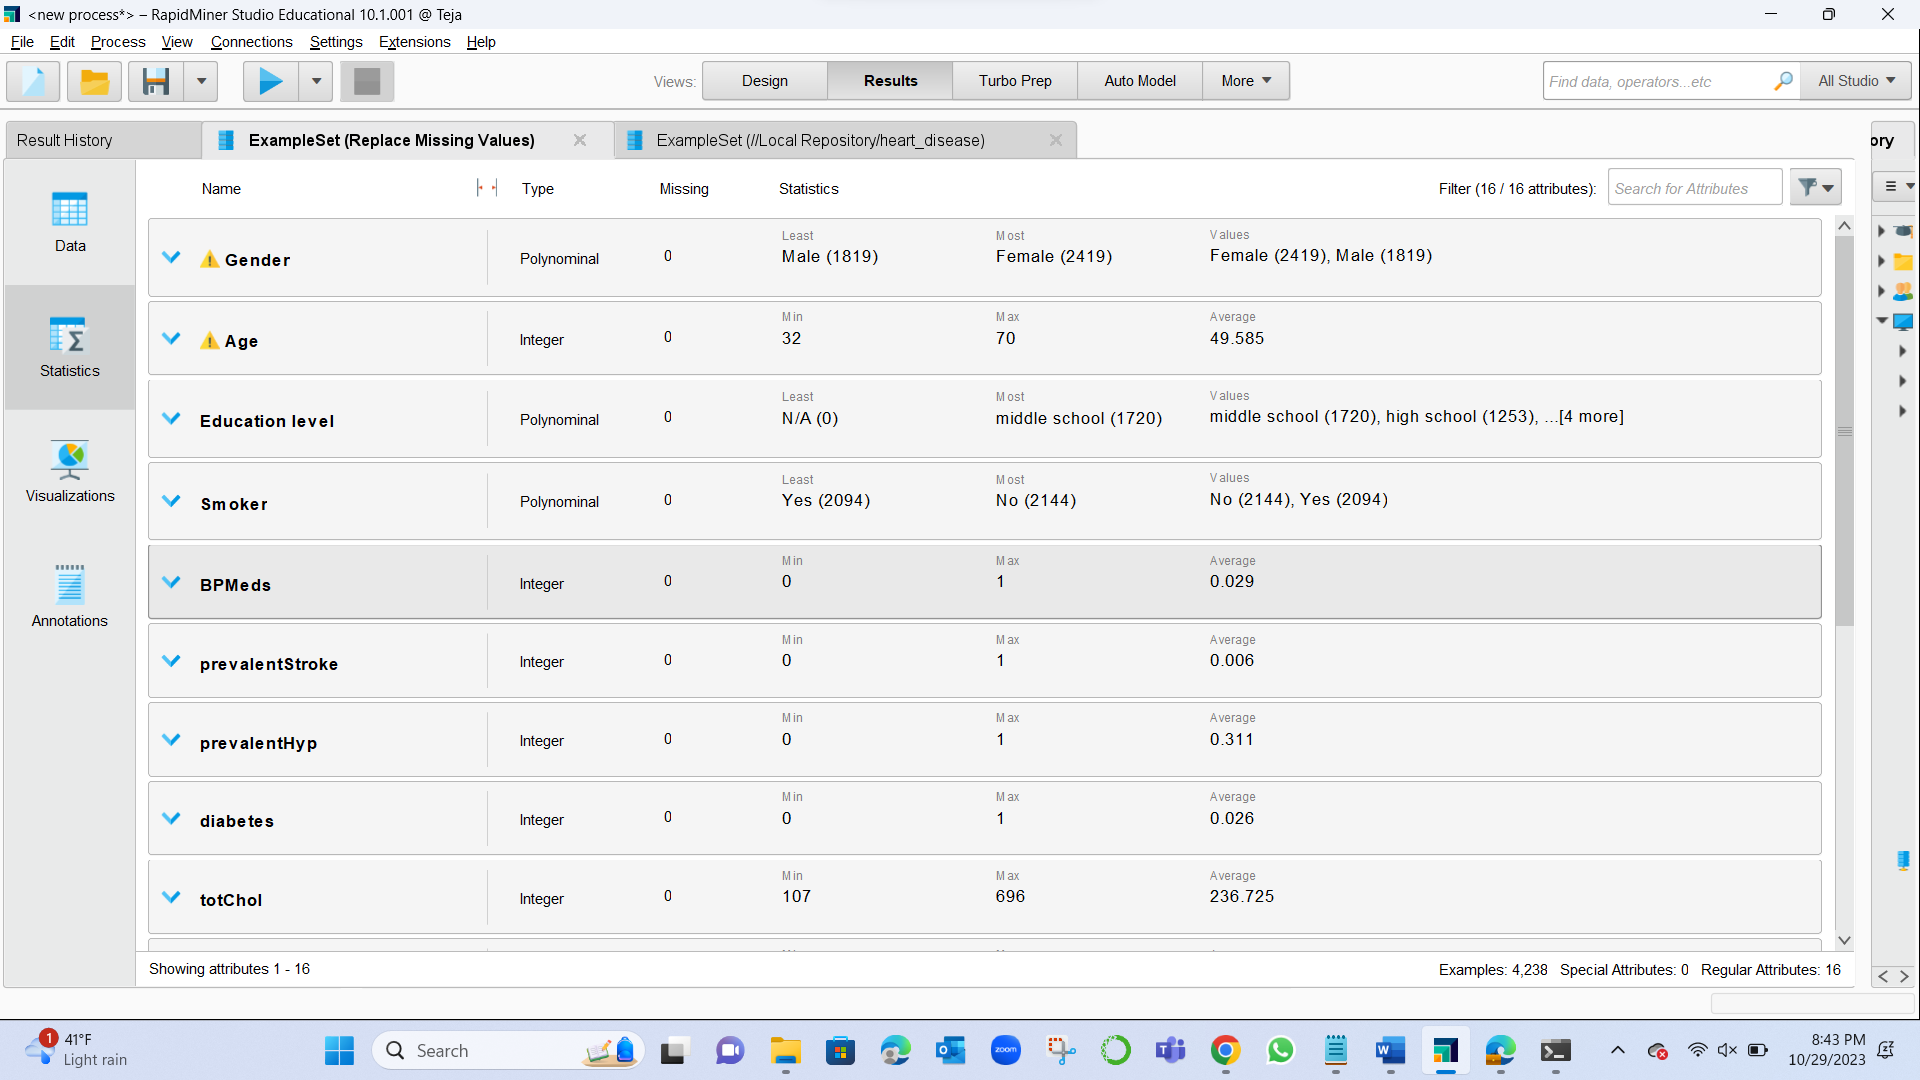 <new process*> – RapidMiner Studio Educational 10.1.001 @ Teja
File Edit Process View Connections Settings Extensions Help
Views: Design Results Turbo Prep Auto Model More
Find data, operators...etc All Studio
Result History ExampleSet (Replace Missing Values) ExampleSet (//Local Repository/heart_disease) ory
Name Type Missing Statistics Filter (16 / 16 attributes): Search for Attributes
Data
Statistics
Visualizations
Annotations
Least Most Values
Gender Polynominal 0 Male (1819) Female (2419) Female (2419), Male (1819)
Min Max Average
Age Integer 0 32 70 49.585
Least Most Values
Education level Polynominal 0 N/A (0) middle school (1720) middle school (1720), high school (1253), ...[4 more]
Least Most Values
Smoker Polynominal 0 Yes (2094) No (2144) No (2144), Yes (2094)
Min Max Average
BPMeds Integer 0 0 1 0.029
Min Max Average
prevalentStroke Integer 0 0 1 0.006
Min Max Average
prevalentHyp Integer 0 0 1 0.311
Min Max Average
diabetes Integer 0 0 1 0.026
Min Max Average
totChol Integer 0 107 696 236.725
Showing attributes 1 - 16 Examples: 4,238 Special Attributes: 0 Regular Attributes: 16
1 41°F
Light rain
Search
zoom
8:43 PM
10/29/2023